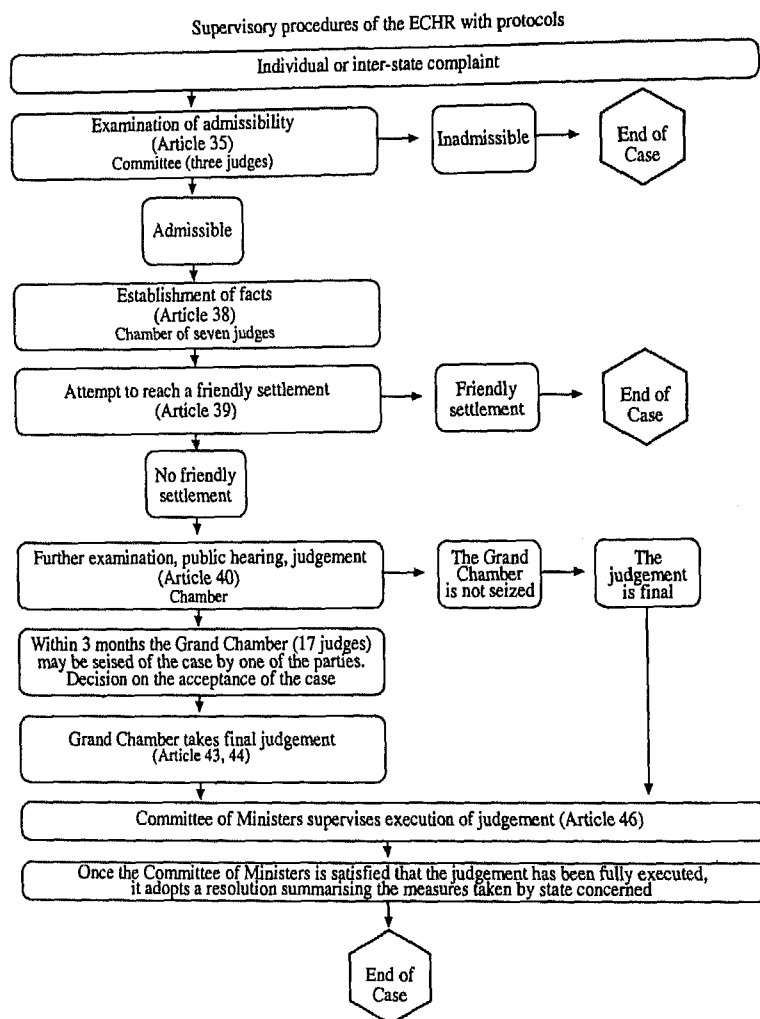 Supervisory procedures of the ECHR with protocols
Individual or inter-state complaint
Examination of admissibility
(Article 35)
Committee (three judges)
Inadmissible
End of
Case
Admissible
Establishment of facts
(Article 38)
Chamber of seven judges
Attempt to reach a friendly settlement
(Article 39)
Friendly
settlement
End of
Case
No friendly
settlement
Further examination, public hearing, judgement
(Article 40)
Chamber
The Grand
Chamber
is not seized
The
judgement
is final
Within 3 months the Grand Chamber (17 judges)
may be seised of the case by one of the parties.
Decision on the acceptance of the case
Grand Chamber takes final judgement
(Article 43, 44)
Committee of Ministers supervises execution of judgement (Article 46)
Once the Committee of Ministers is satisfied that the judgement has been fully executed,
it adopts a resolution summarising the measures taken by state concerned
End of
Case